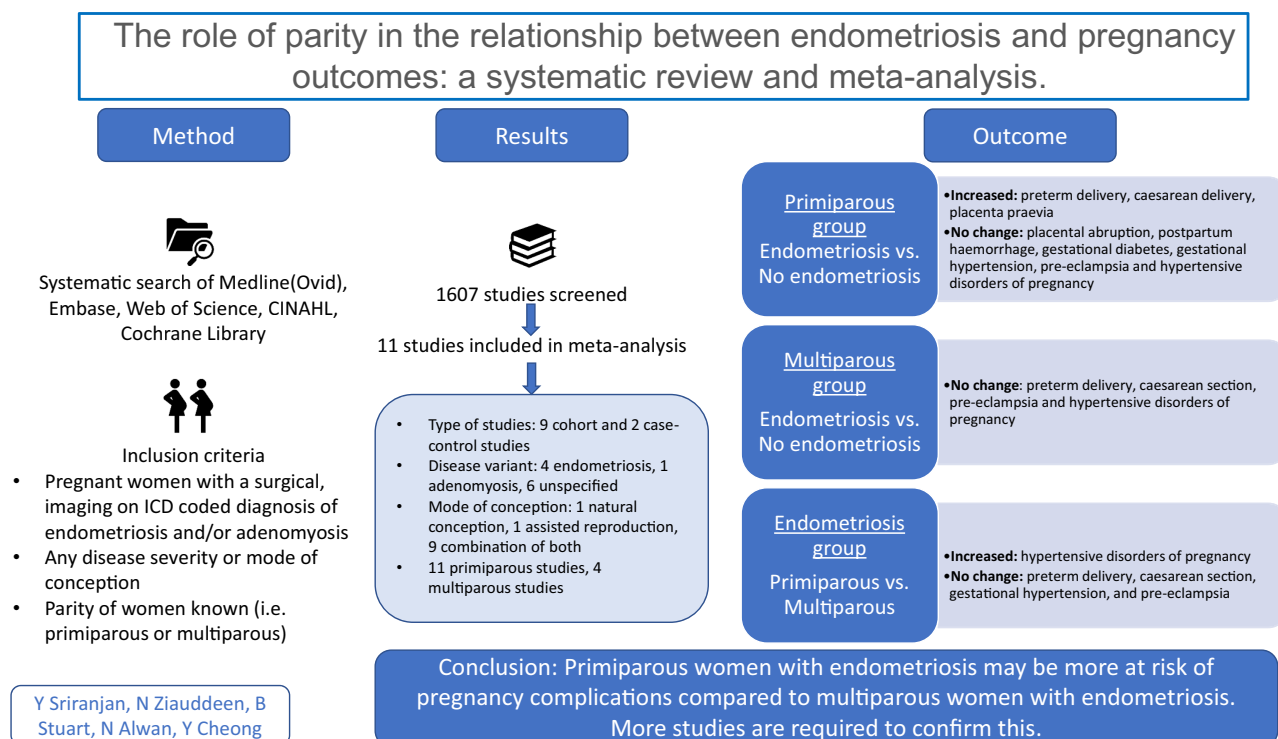 The role of parity in the relationship between endometriosis and pregnancy
outcomes: a systematic review and meta-analysis.
Method
Systematic search of Medline(Ovid),
Embase, Web of Science, CINAHL,
Cochrane Library
Inclusion criteria
• Pregnant women with a surgical,
imaging on ICD coded diagnosis of
endometriosis and/or adenomyosis
• Any disease severity or mode of
conception
• Parity of women known (i.e.
primiparous or multiparous)
Y Sriranjan, N Ziauddeen, B
Stuart, N Alwan, Y Cheong
Results
1607 studies screened
11 studies included in meta-analysis
• Type of studies: 9 cohort and 2 case-
control studies
• Disease variant: 4 endometriosis, 1
adenomyosis, 6 unspecified
• Mode of conception: 1 natural
conception, 1 assisted reproduction,
9 combination of both
• 11 primiparous studies, 4
multiparous studies
Outcome
Primiparous
group
Endometriosis vs.
No endometriosis
•Increased: preterm delivery, caesarean delivery,
placenta praevia
•No change: placental abruption, postpartum
haemorrhage, gestational diabetes, gestational
hypertension, pre-eclampsia and hypertensive
disorders of pregnancy
Multiparous
group
Endometriosis vs.
No endometriosis
•No change: preterm delivery, caesarean section,
pre-eclampsia and hypertensive disorders of
pregnancy
Endometriosis
group
Primiparous vs.
Multiparous
•Increased: hypertensive disorders of pregnancy
•No change: preterm delivery, caesarean section,
gestational hypertension, and pre-eclampsia
Conclusion: Primiparous women with endometriosis may be more at risk of
pregnancy complications compared to multiparous women with endometriosis.
More studies are required to confirm this.